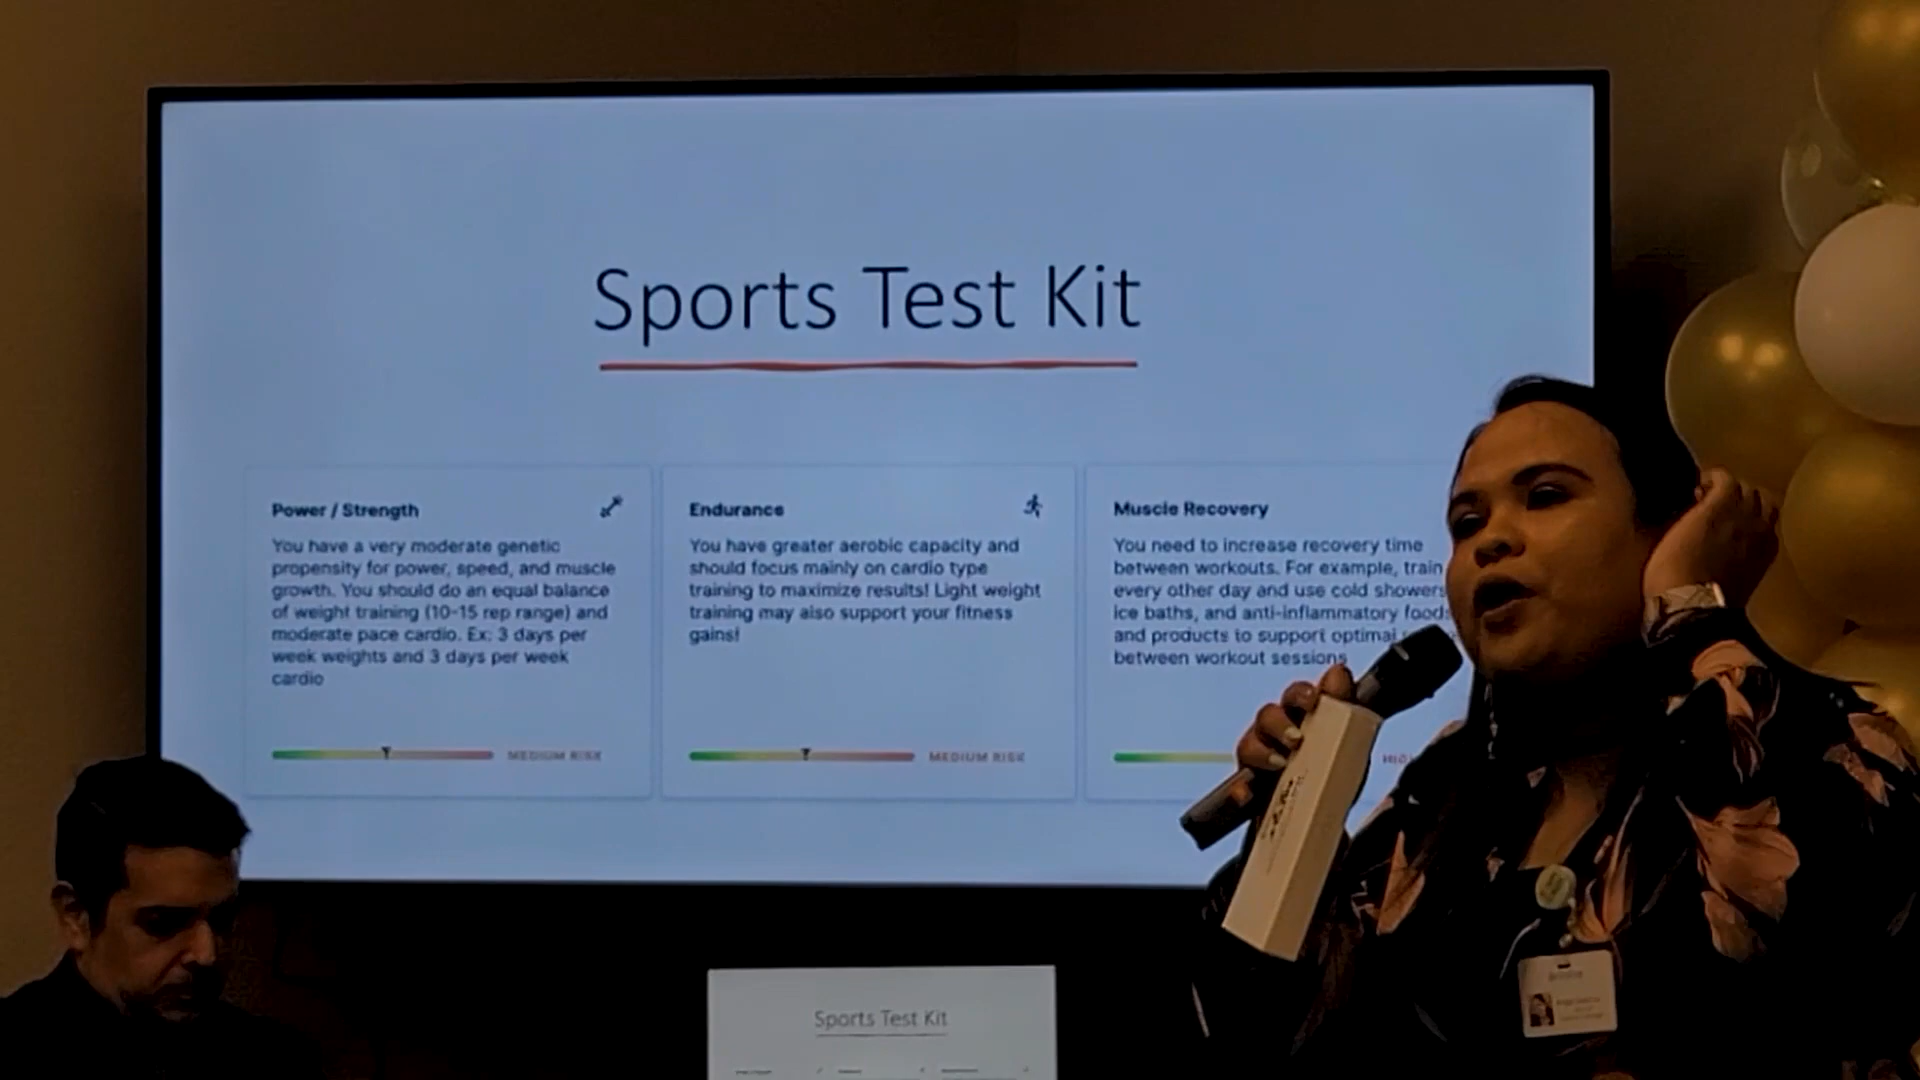 Sports Test Kit
Power / Strength
You have a very moderate genetic
propensity for power, speed, and muscle
growth. You should do an equal balance
of weight training (10-15 rep range) and
moderate pace cardio. Ex: 3 days per
week weights and 3 days per week
cardio
MEDIUM RISK
Endurance
You have greater aerobic capacity and
should focus mainly on cardio type
training to maximize results! Light weight
training may also support your fitness
gains!
MEDIUM RISK
Muscle Recovery
You need to increase recovery time
between workouts. For example, train
every other day and use cold showers
ice baths, and anti-inflammatory foods
and products to support optimal
between workout sessions
Sports Test Kit